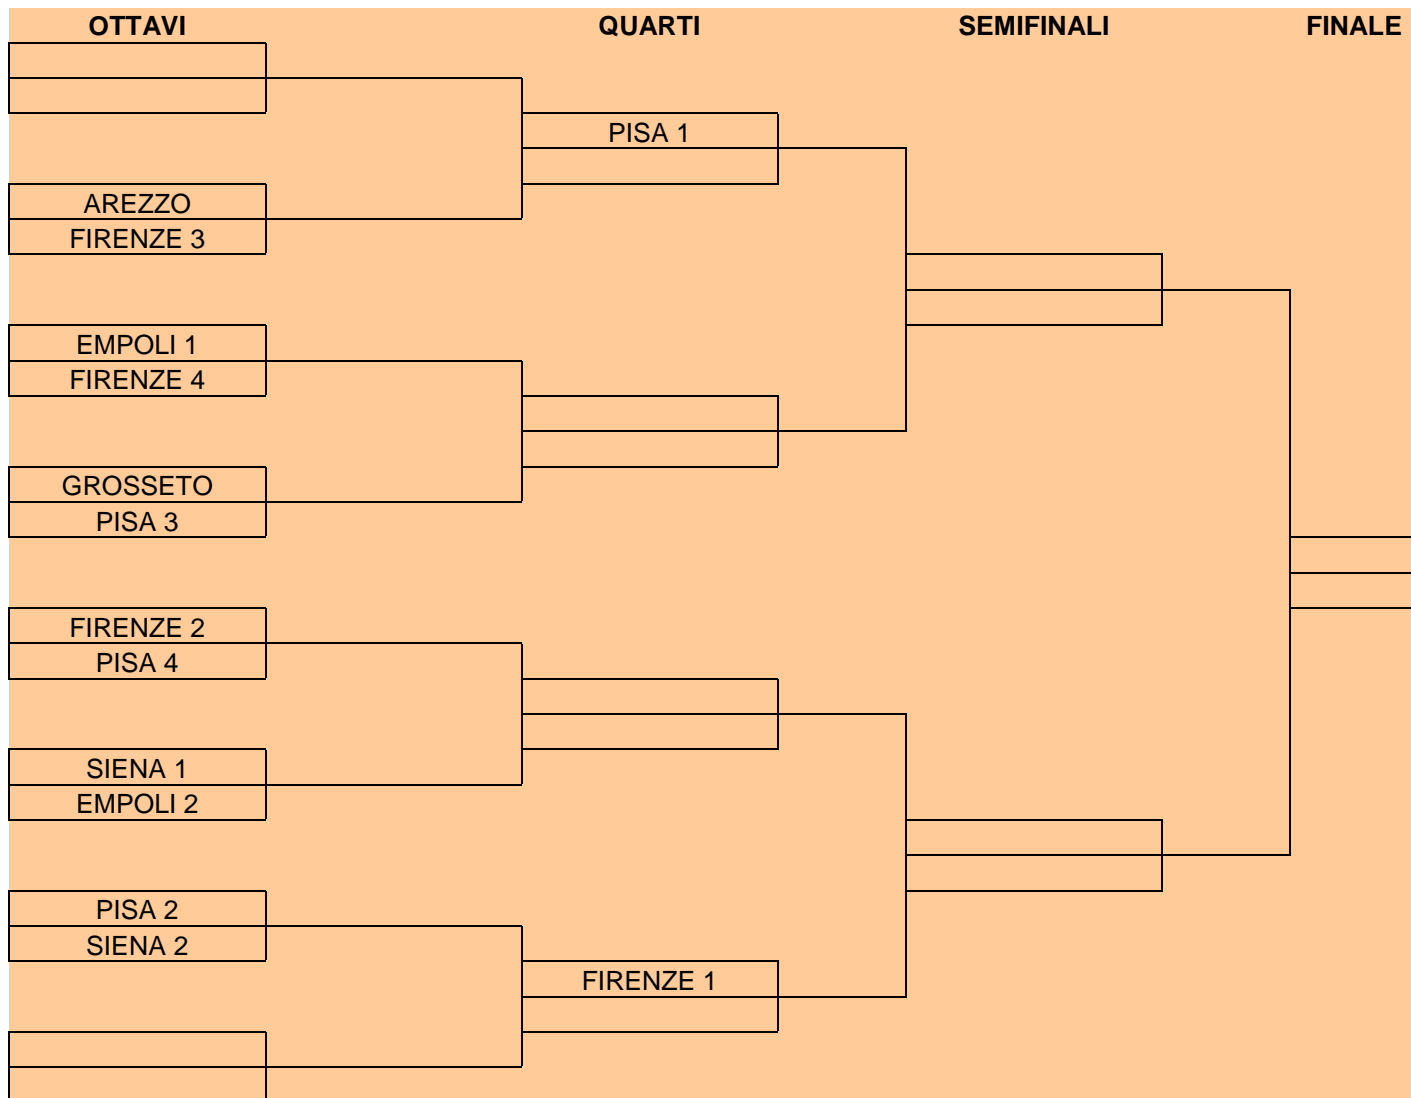 OTTAVI QUARTI SEMIFINALI FINALE
PISA 1
AREZZO
FIRENZE 3
EMPOLI 1
FIRENZE 4
GROSSETO
PISA 3
FIRENZE 2
PISA 4
SIENA 1
EMPOLI 2
PISA 2
SIENA 2
FIRENZE 1